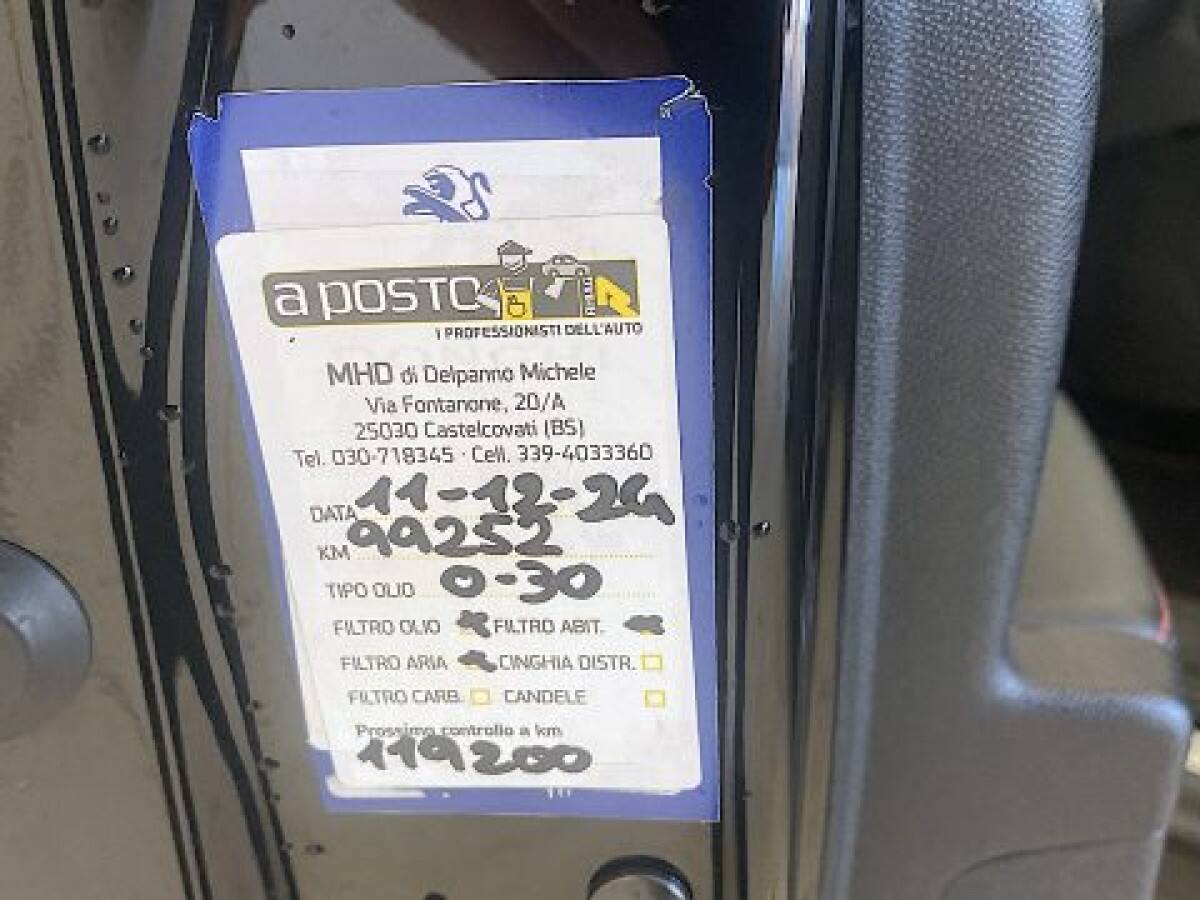 a posto
I PROFESSIONISTI DELL'AUTO
MHD di Delpanno Michele
Via Fontanone, 20/A
25030 Castelcovati (BS)
Tel. 030-718345 · Cell. 339-4033360
DATA 11-12-24
KM 99252
TIPO OLIO 0-30
FILTRO OLIO FILTRO ABIT.
FILTRO ARIA CINGHIA DISTR.
FILTRO CARB. CANDELE
Prossimo controllo a km
119200